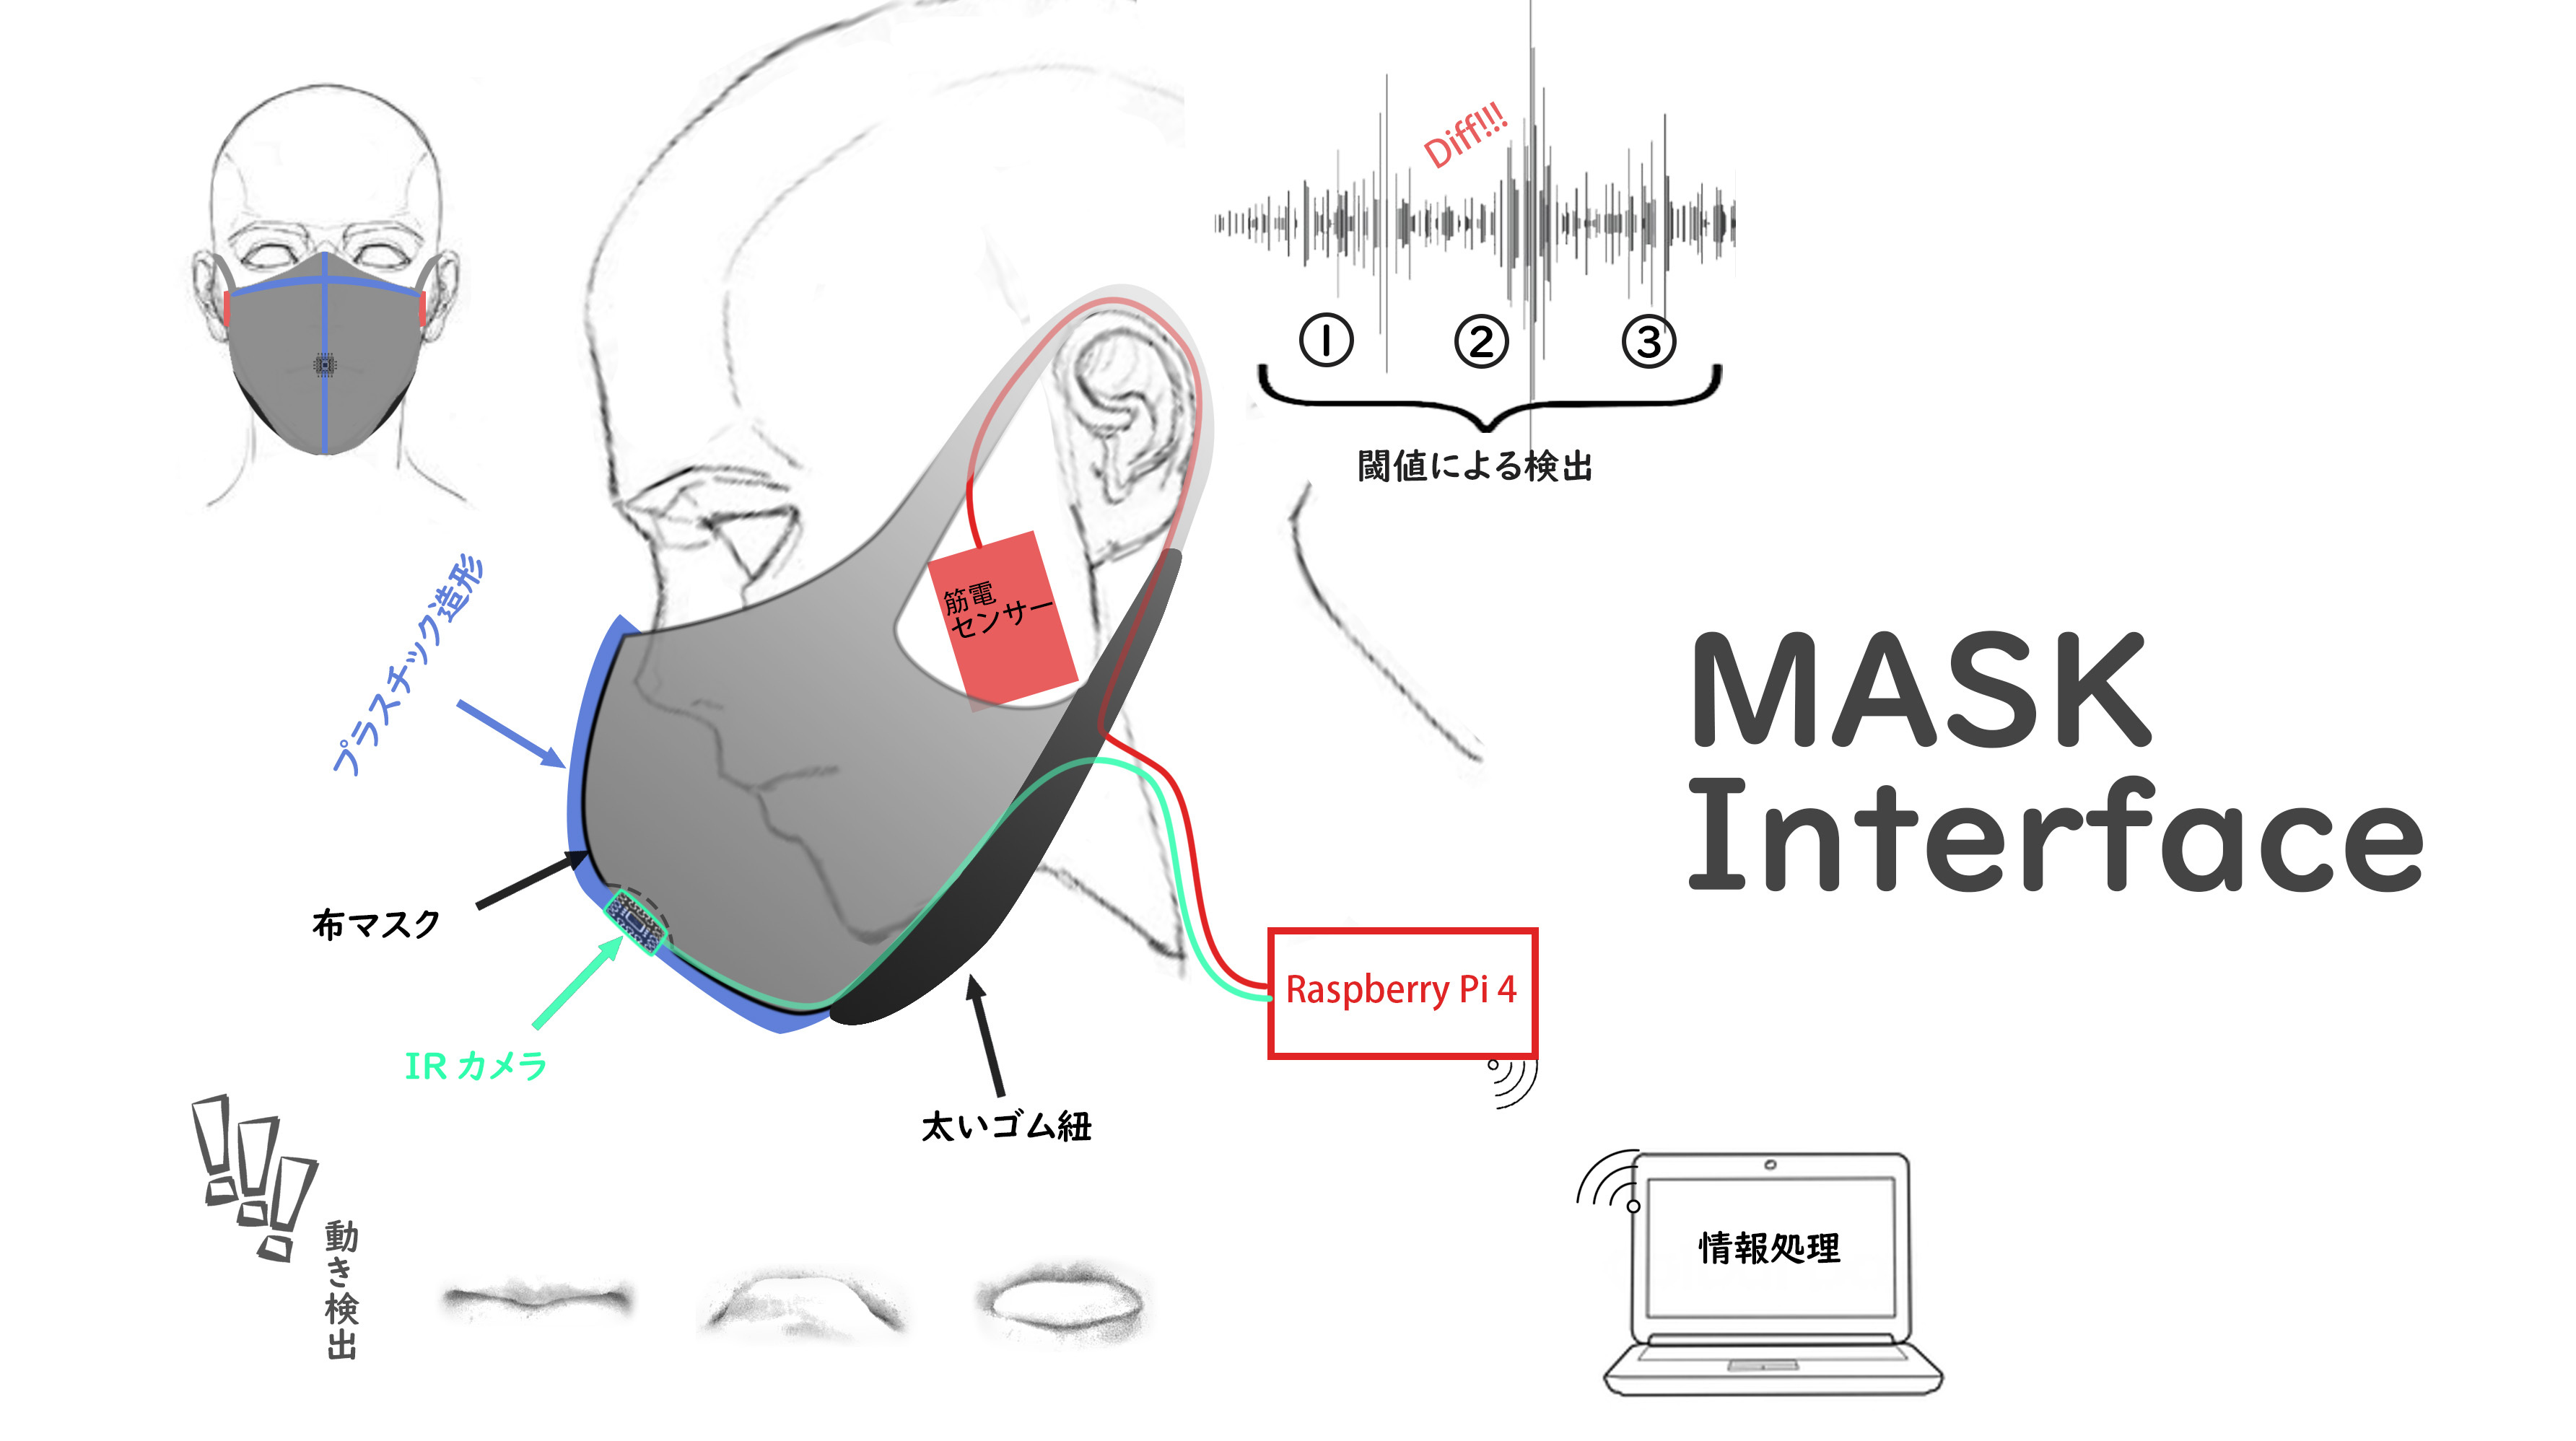 Diff!!!
① ② ③
閾値による検出
筋電
センサー
プラスチック造形
布マスク
IR カメラ
太いゴム紐
Raspberry Pi 4
MASK
Interface
動き検出
情報処理